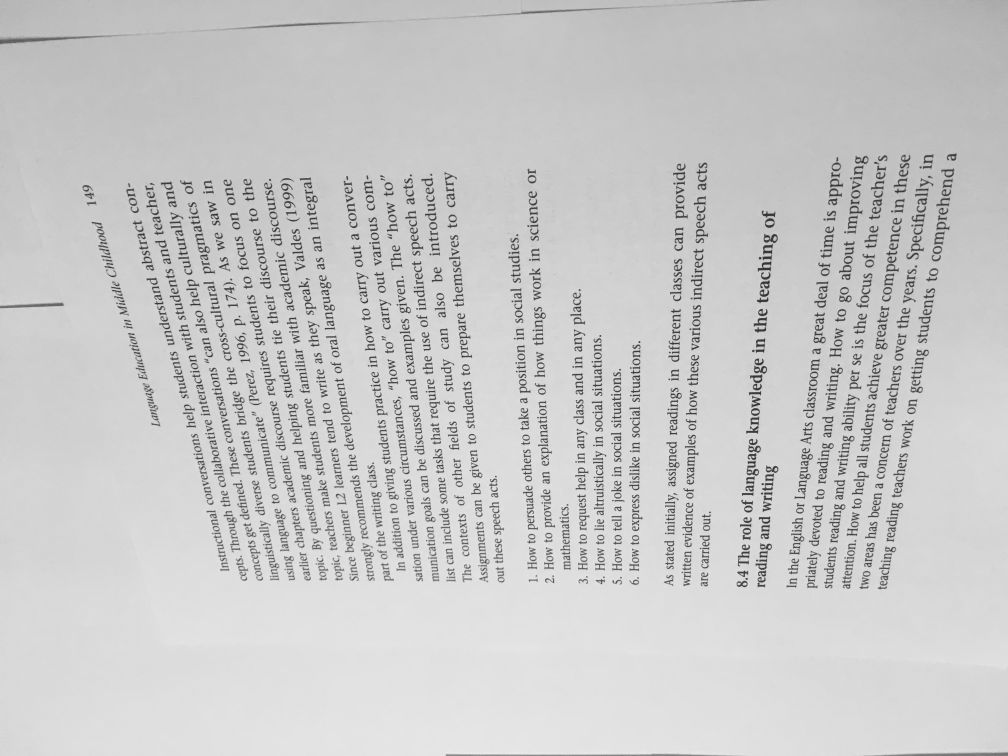 Language Education in Middle Childhood 149
Instructional conversations help students understand abstract con-
cepts. Through the collaborative interaction with students and teacher,
concepts get defined. These conversations "can also help culturally and
linguistically diverse students bridge the cross-cultural pragmatics of
using language to communicate" (Perez, 1996, p. 174). As we saw in
earlier chapters academic discourse requires students to focus on one
topic. By questioning and helping students tie their discourse to the
topic, teachers make students more familiar with academic discourse.
Since beginner L2 learners tend to write as they speak, Valdes (1999)
strongly recommends the development of oral language as an integral
part of the writing class.
In addition to giving students practice in how to carry out a conver-
sation under various circumstances, "how to" carry out various com-
munication goals can be discussed and examples given. The "how to"
list can include some tasks that require the use of indirect speech acts.
The contexts of other fields of study can also be introduced.
Assignments can be given to students to prepare themselves to carry
out these speech acts.
1. How to persuade others to take a position in social studies.
2. How to provide an explanation of how things work in science or
mathematics.
3. How to request help in any class and in any place.
4. How to lie altruistically in social situations.
5. How to tell a joke in social situations.
6. How to express dislike in social situations.
As stated initially, assigned readings in different classes can provide
written evidence of examples of how these various indirect speech acts
are carried out.
8.4 The role of language knowledge in the teaching of
reading and writing
In the English or Language Arts classroom a great deal of time is appro-
priately devoted to reading and writing. How to go about improving
students reading and writing ability per se is the focus of the teacher's
attention. How to help all students achieve greater competence in these
two areas has been a concern of teachers over the years. Specifically, in
teaching reading teachers work on getting students to comprehend a